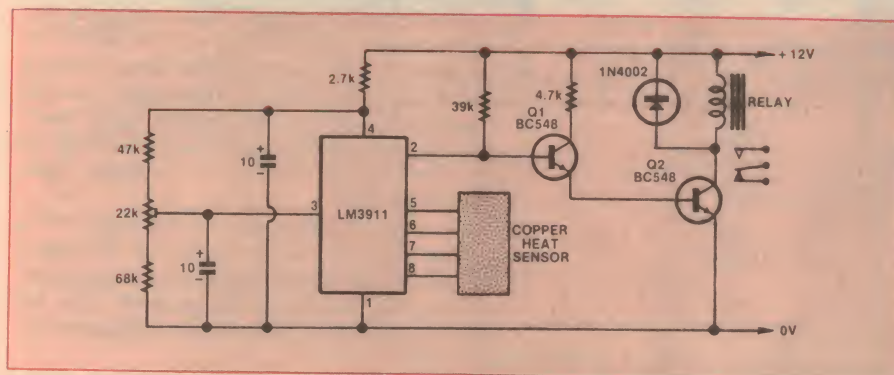 + 12V
2.7k
39k
4.7k
1N4002
RELAY
Q1
BC548
Q2
BC548
47k
+
10
-
4
2
22k
3
LM3911
5
6
7
8
COPPER
HEAT
SENSOR
+
10
-
68k
1
0V